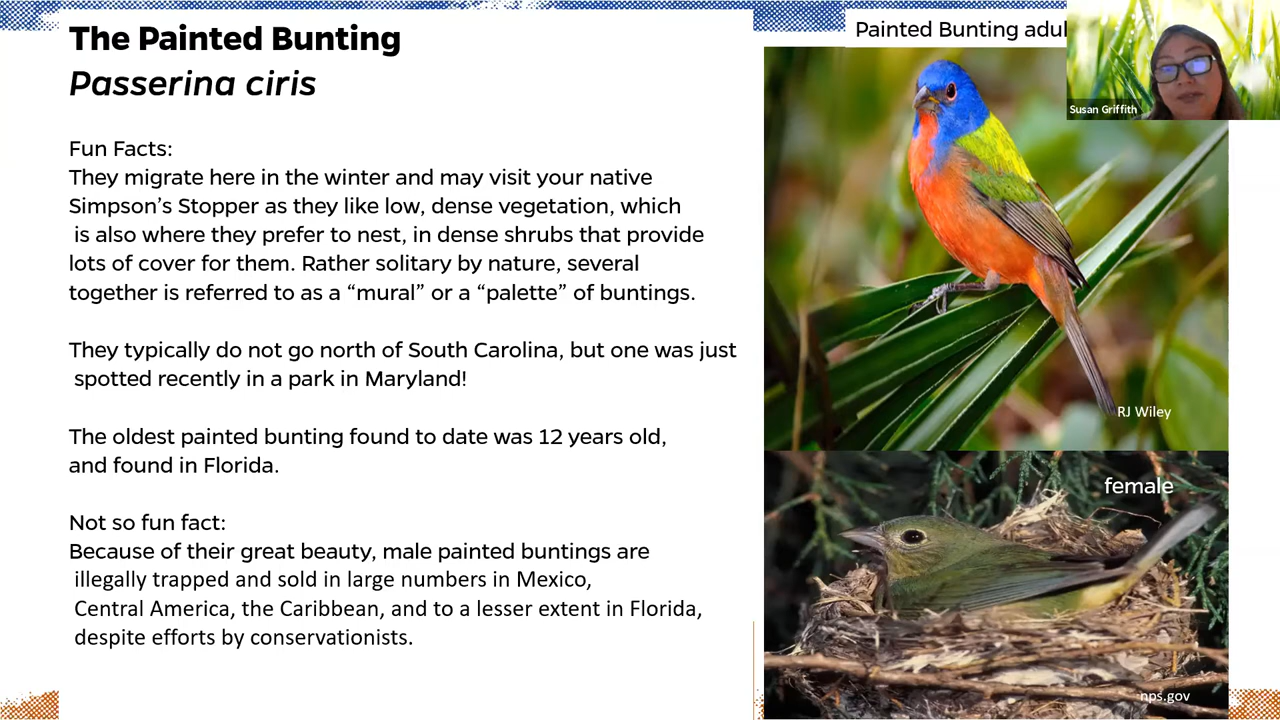 The Painted Bunting
Passerina ciris
Fun Facts:
They migrate here in the winter and may visit your native
Simpson's Stopper as they like low, dense vegetation, which
is also where they prefer to nest, in dense shrubs that provide
lots of cover for them. Rather solitary by nature, several
together is referred to as a “mural” or a “palette” of buntings.
They typically do not go north of South Carolina, but one was just
spotted recently in a park in Maryland!
The oldest painted bunting found to date was 12 years old,
and found in Florida.
Not so fun fact:
Because of their great beauty, male painted buntings are
illegally trapped and sold in large numbers in Mexico,
Central America, the Caribbean, and to a lesser extent in Florida,
despite efforts by conservationists.
Painted Bunting
Susan Griffith
RJ Wiley
female
nps.gov